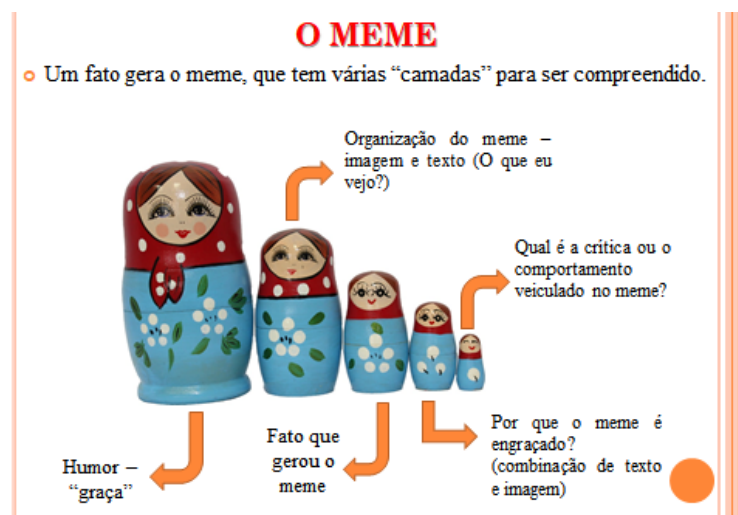 O MEME
Um fato gera o meme, que tem várias “camadas” para ser compreendido.
Organização do meme –
imagem e texto (O que eu
vejo?)
Qual é a crítica ou o
comportamento
veiculado no meme?
Humor –
“graça”
Fato que
gerou o
meme
Por que o meme é
engraçado?
(combinação de texto
e imagem)